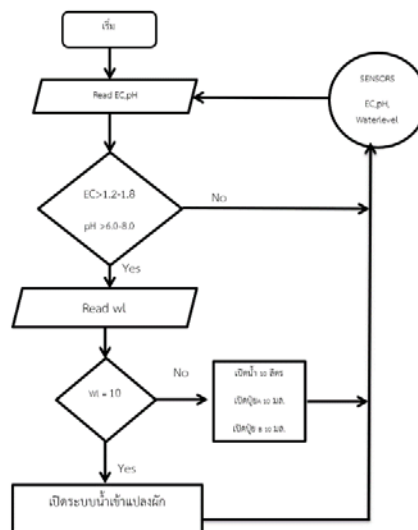 เริ่ม
Read EC,pH
SENSORS
EC,pH,
Waterlevel
EC>1.2-1.8
pH >6.0-8.0
No
Yes
Read wl
wl = 10
No
เปิดน้ำ 10 ลิตร
เปิดปุ๋ยA 10 มล.
เปิดปุ๋ย B 10 มล.
Yes
เปิดระบบน้ำเข้าแปลงผัก